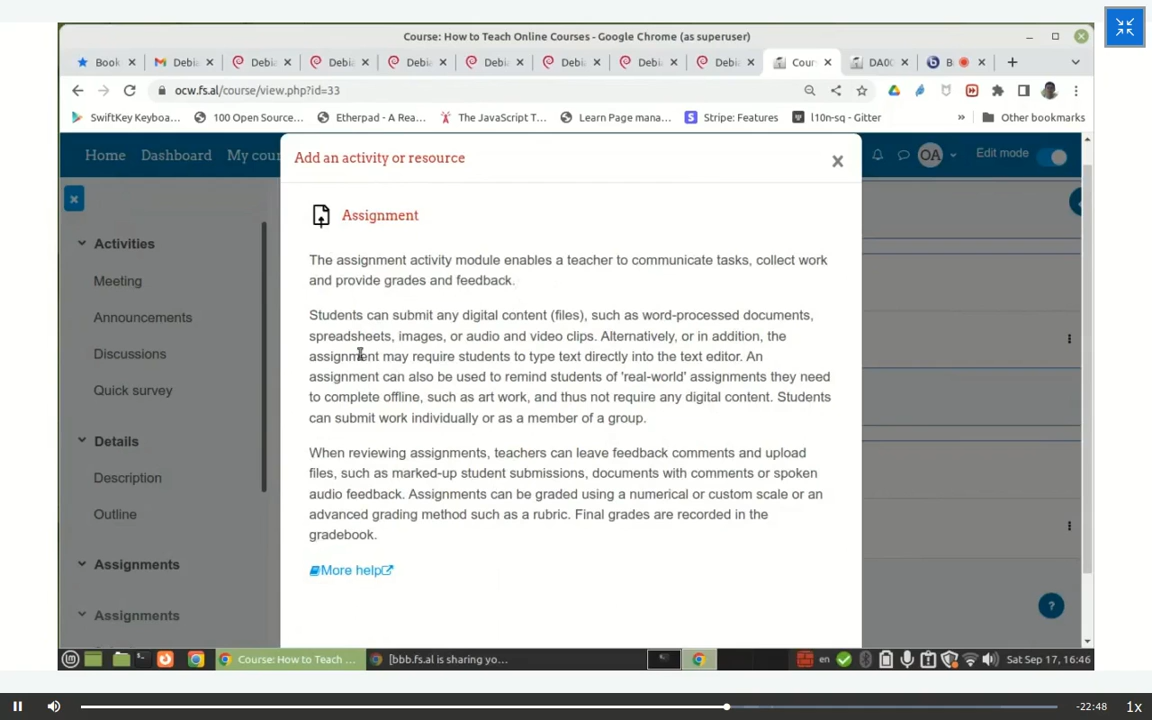 Course: How to Teach Online Courses - Google Chrome (as superuser)
Book
Debia
Debia
Debia
Debia
Debia
Debia
Debia
Debia
Cour
DA00
B
ocw.fs.al/course/view.php?id=33
SwiftKey Keyboa...
100 Open Source...
Etherpad - A Rea...
The JavaScript T...
Learn Page mana...
Stripe: Features
l10n-sq - Gitter
»
Other bookmarks
Home Dashboard My cour
OA
Edit mode
Add an activity or resource
Assignment
The assignment activity module enables a teacher to communicate tasks, collect work
and provide grades and feedback.
Students can submit any digital content (files), such as word-processed documents,
spreadsheets, images, or audio and video clips. Alternatively, or in addition, the
assignment may require students to type text directly into the text editor. An
assignment can also be used to remind students of 'real-world' assignments they need
to complete offline, such as art work, and thus not require any digital content. Students
can submit work individually or as a member of a group.
When reviewing assignments, teachers can leave feedback comments and upload
files, such as marked-up student submissions, documents with comments or spoken
audio feedback. Assignments can be graded using a numerical or custom scale or an
advanced grading method such as a rubric. Final grades are recorded in the
gradebook.
More help
Activities
Meeting
Announcements
Discussions
Quick survey
Details
Description
Outline
Assignments
Assignments
?
Course: How to Teach ...
[bbb.fs.al is sharing yo...
en
Sat Sep 17, 16:46
-22:48
1x